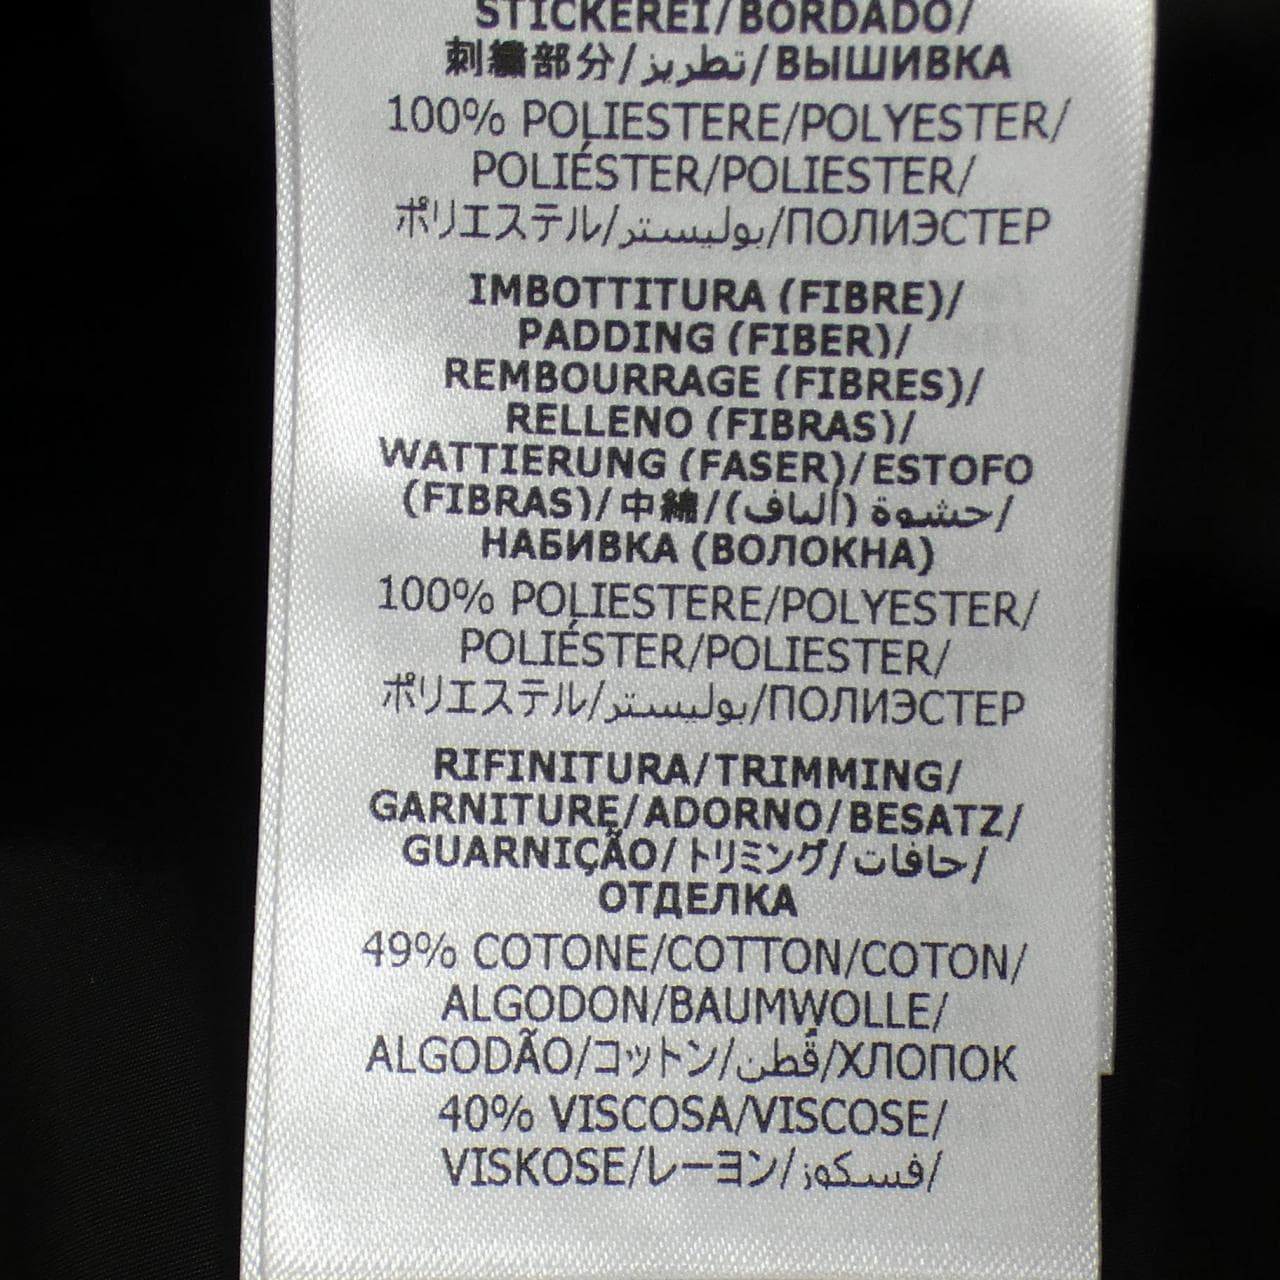 STICKEREI/BORDADO/
刺繍部分/تطريز/ВЫШИВКА
100% POLIESTERE/POLYESTER/
POLIÉSTER/POLIESTER/
ポリエステル/بوليستر/ПОЛИЭСТЕР
IMBOTTITURA (FIBRE)/
PADDING (FIBER)/
REMBOURRAGE (FIBRES)/
RELLENO (FIBRAS)/
WATTIERUNG (FASER)/ESTOFO
(FIBRAS)/中綿/حشوة (ألياف)/
НАБИВКА (ВОЛОКНА)
100% POLIESTERE/POLYESTER/
POLIÉSTER/POLIESTER/
ポリエステル/بوليستر/ПОЛИЭСТЕР
RIFINITURA/TRIMMING/
GARNITURE/ADORNO/BESATZ/
GUARNIÇÃO/トリミング/حافات/
ОТДЕЛКА
49% COTONE/COTTON/COTON/
ALGODON/BAUMWOLLE/
ALGODÃO/コットン/قُطن/ХЛОПОК
40% VISCOSA/VISCOSE/
VISKOSE/レーヨン/فسكوز/